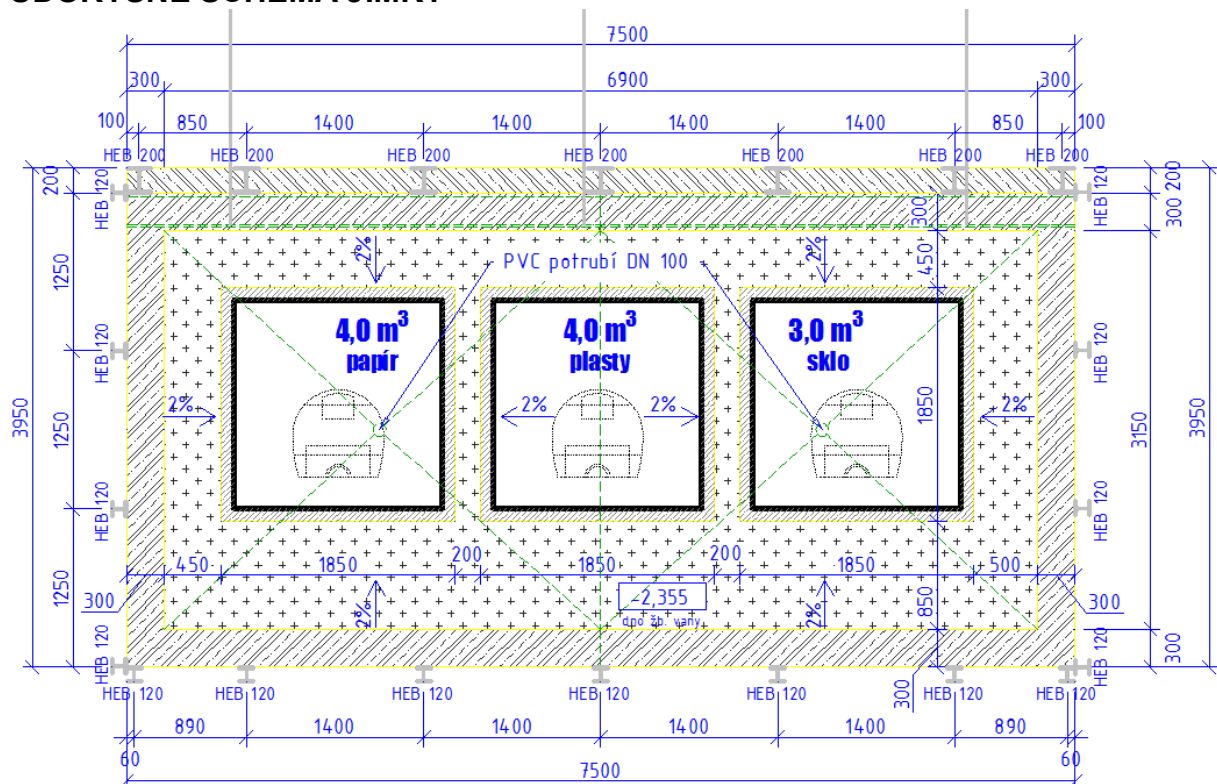 7500
300 6900 300
100 850 1400 1400 1400 1400 850 100
HEB 200 HEB 200 HEB 200 HEB 200 HEB 200 HEB 200 HEB 200
200 HEB 120 HEB 120 200
300 300
2% 2% 450
PVC potrubí DN 100
1250
4,0 m³ 4,0 m³ 3,0 m³
papír plasty sklo
HEB 120 HEB 120
2% 2% 2% 2%
3950 1250 1850 3150 3950
HEB 120 HEB 120
450 1850 200 1850 200 1850 500
1250 300 -2,355 850 300
2% dno žb. vany 2%
HEB 120 HEB 120 300
300
HEB 120 HEB 120 HEB 120 HEB 120 HEB 120 HEB 120 HEB 120
890 1400 1400 1400 1400 890
60 7500 60